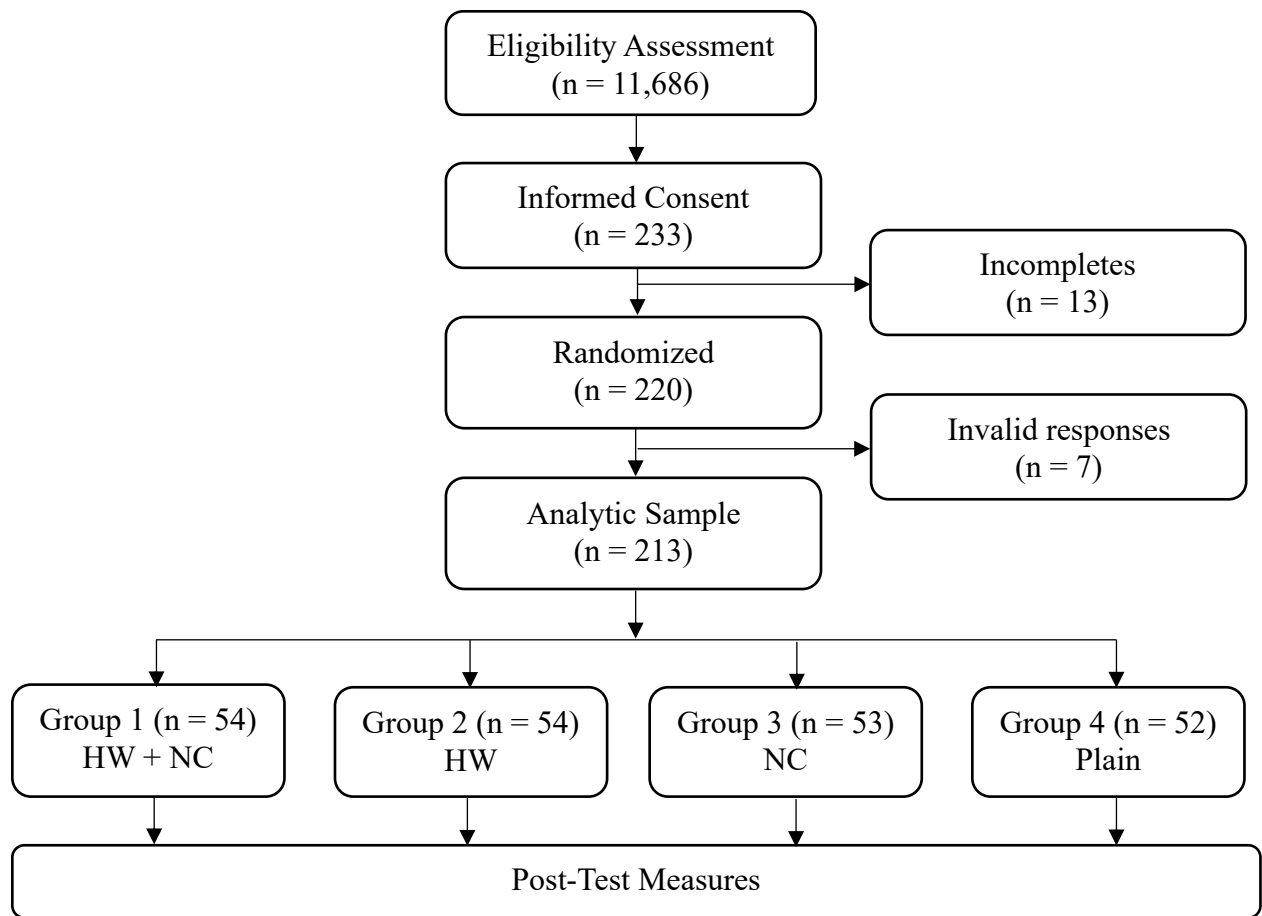 Eligibility Assessment
(n = 11,686)
Informed Consent
(n = 233)
Incompletes
(n = 13)
Randomized
(n = 220)
Invalid responses
(n = 7)
Analytic Sample
(n = 213)
Group 1 (n = 54)
HW + NC
Group 2 (n = 54)
HW
Group 3 (n = 53)
NC
Group 4 (n = 52)
Plain
Post-Test Measures